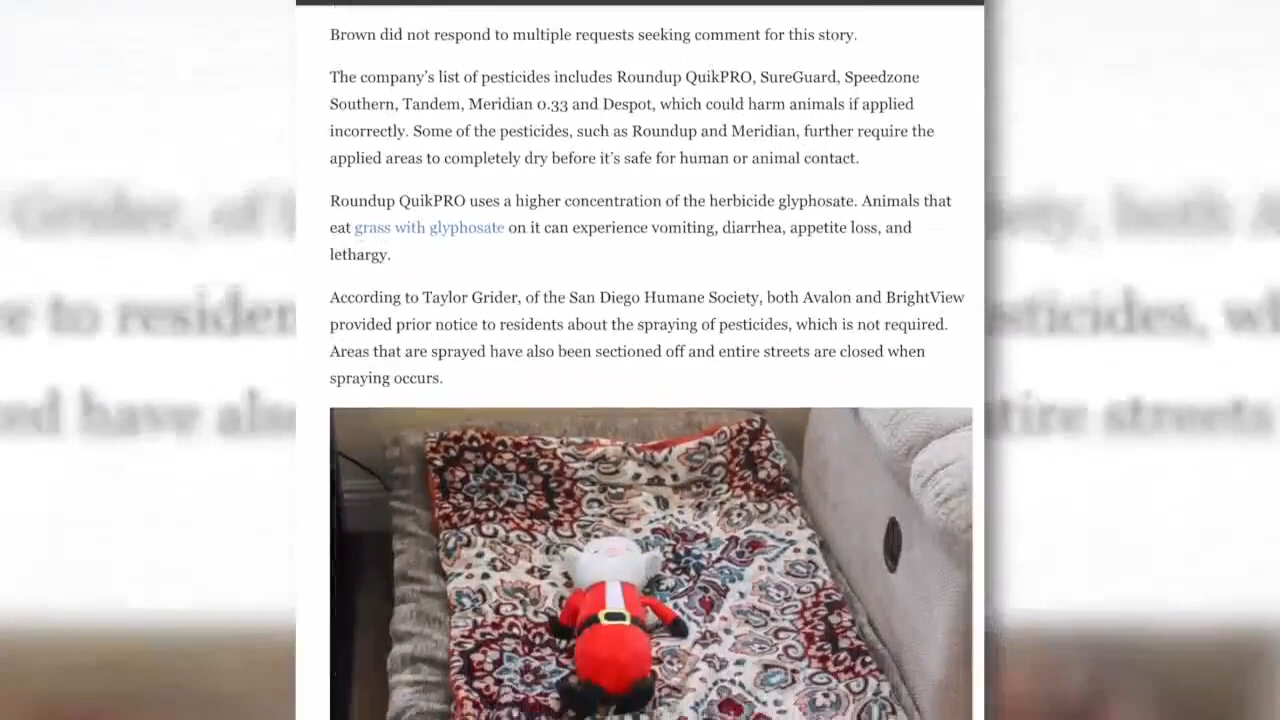 Brown did not respond to multiple requests seeking comment for this story.
The company's list of pesticides includes Roundup QuikPRO, SureGuard, Speedzone
Southern, Tandem, Meridian 0.33 and Despot, which could harm animals if applied
incorrectly. Some of the pesticides, such as Roundup and Meridian, further require the
applied areas to completely dry before it's safe for human or animal contact.
Roundup QuikPRO uses a higher concentration of the herbicide glyphosate. Animals that
eat grass with glyphosate on it can experience vomiting, diarrhea, appetite loss, and
lethargy.
According to Taylor Grider, of the San Diego Humane Society, both Avalon and BrightView
provided prior notice to residents about the spraying of pesticides, which is not required.
Areas that are sprayed have also been sectioned off and entire streets are closed when
spraying occurs.